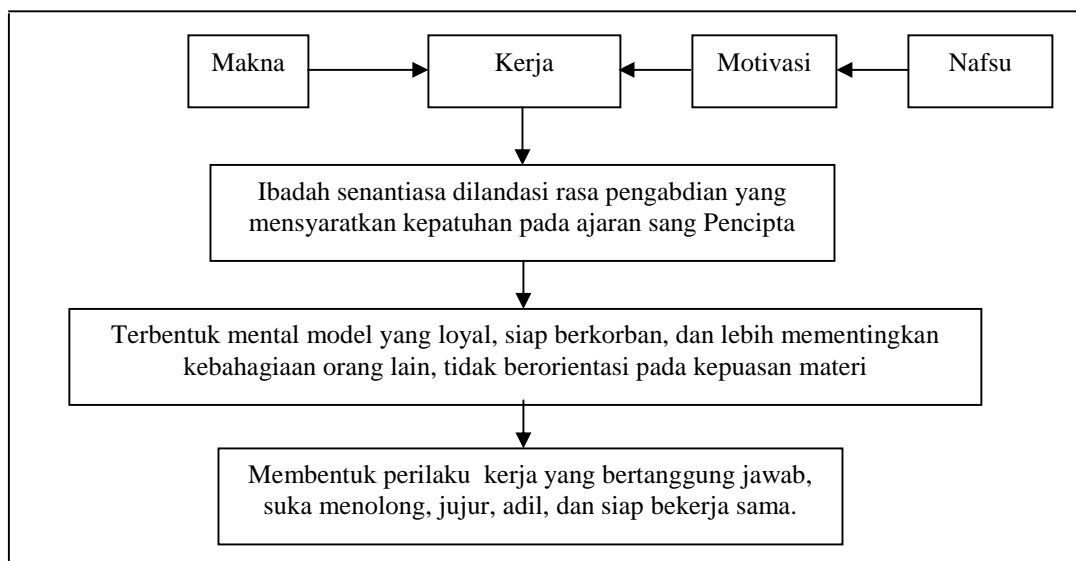 Makna
Kerja
Motivasi
Nafsu
Ibadah senantiasa dilandasi rasa pengabdian yang
mensyaratkan kepatuhan pada ajaran sang Pencipta
Terbentuk mental model yang loyal, siap berkorban, dan lebih mementingkan
kebahagiaan orang lain, tidak berorientasi pada kepuasan materi
Membentuk perilaku kerja yang bertanggung jawab,
suka menolong, jujur, adil, dan siap bekerja sama.